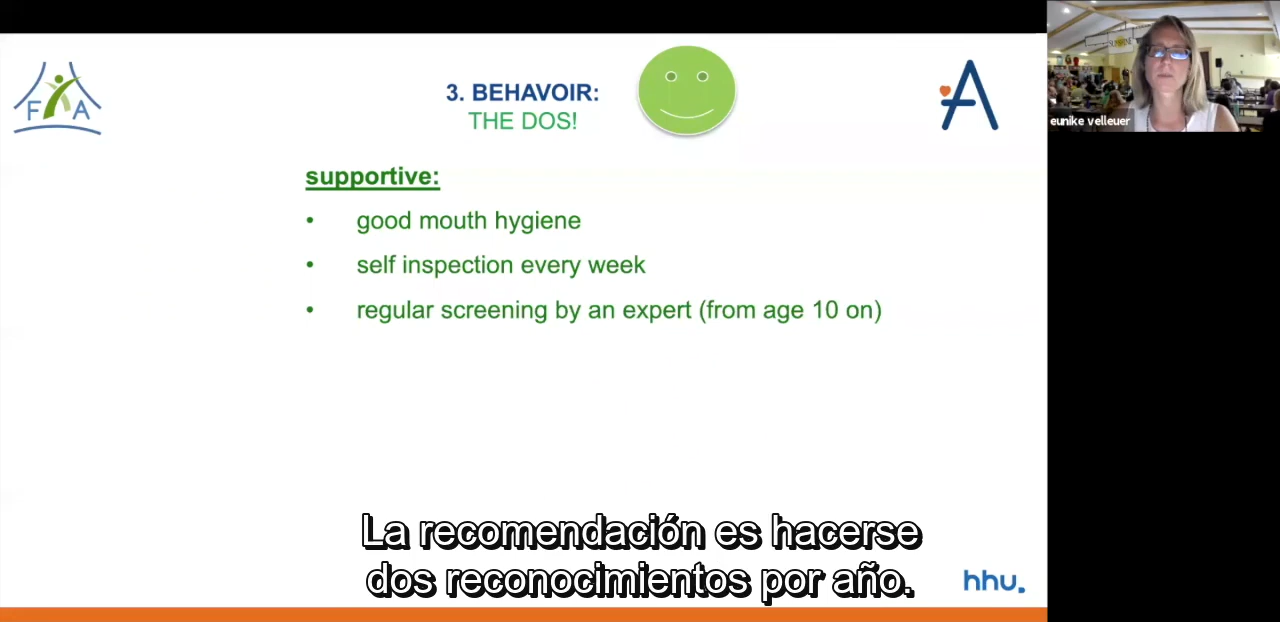 3. BEHAVOIR:
THE DOS!
F A
supportive:
• good mouth hygiene
• self inspection every week
• regular screening by an expert (from age 10 on)
eunike velleuer
La recomendación es hacerse
dos reconocimientos por año.
hhu.